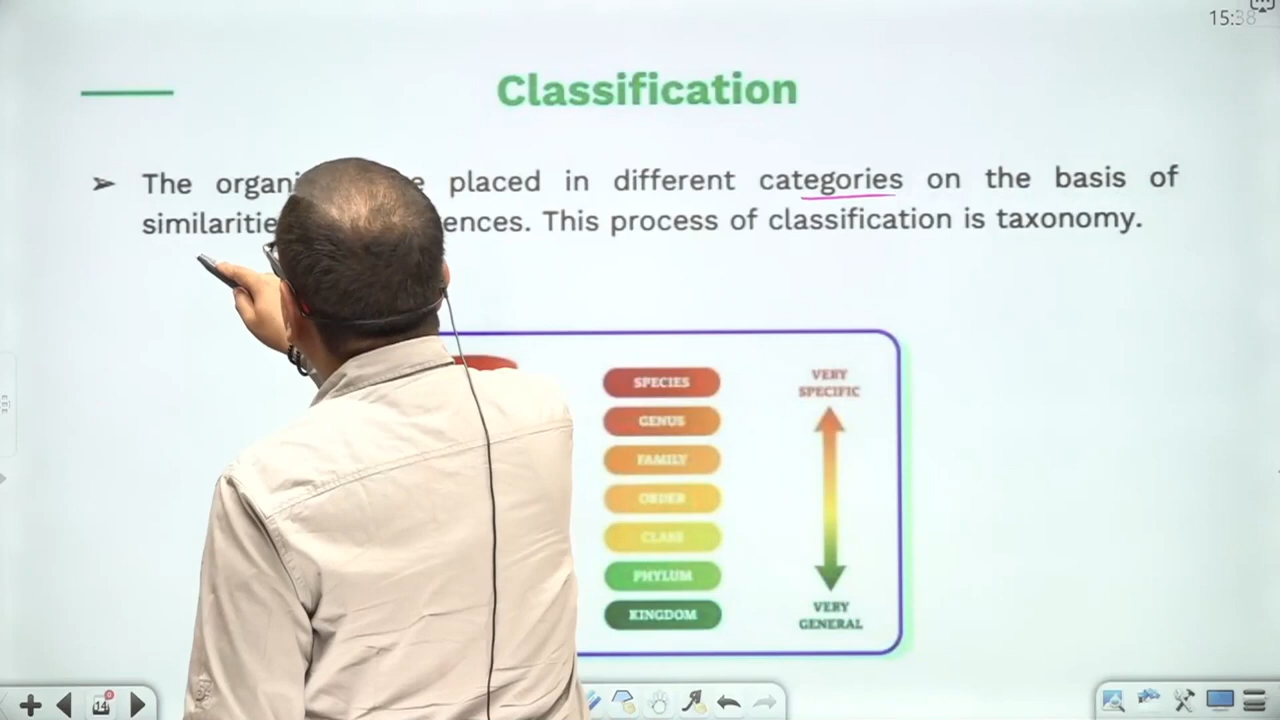 15:38
Classification
➢ The organi e placed in different categories on the basis of
similaritie ences. This process of classification is taxonomy.
SPECIES
GENUS
FAMILY
ORDER
CLASS
PHYLUM
KINGDOM
VERY
SPECIFIC
VERY
GENERAL
14